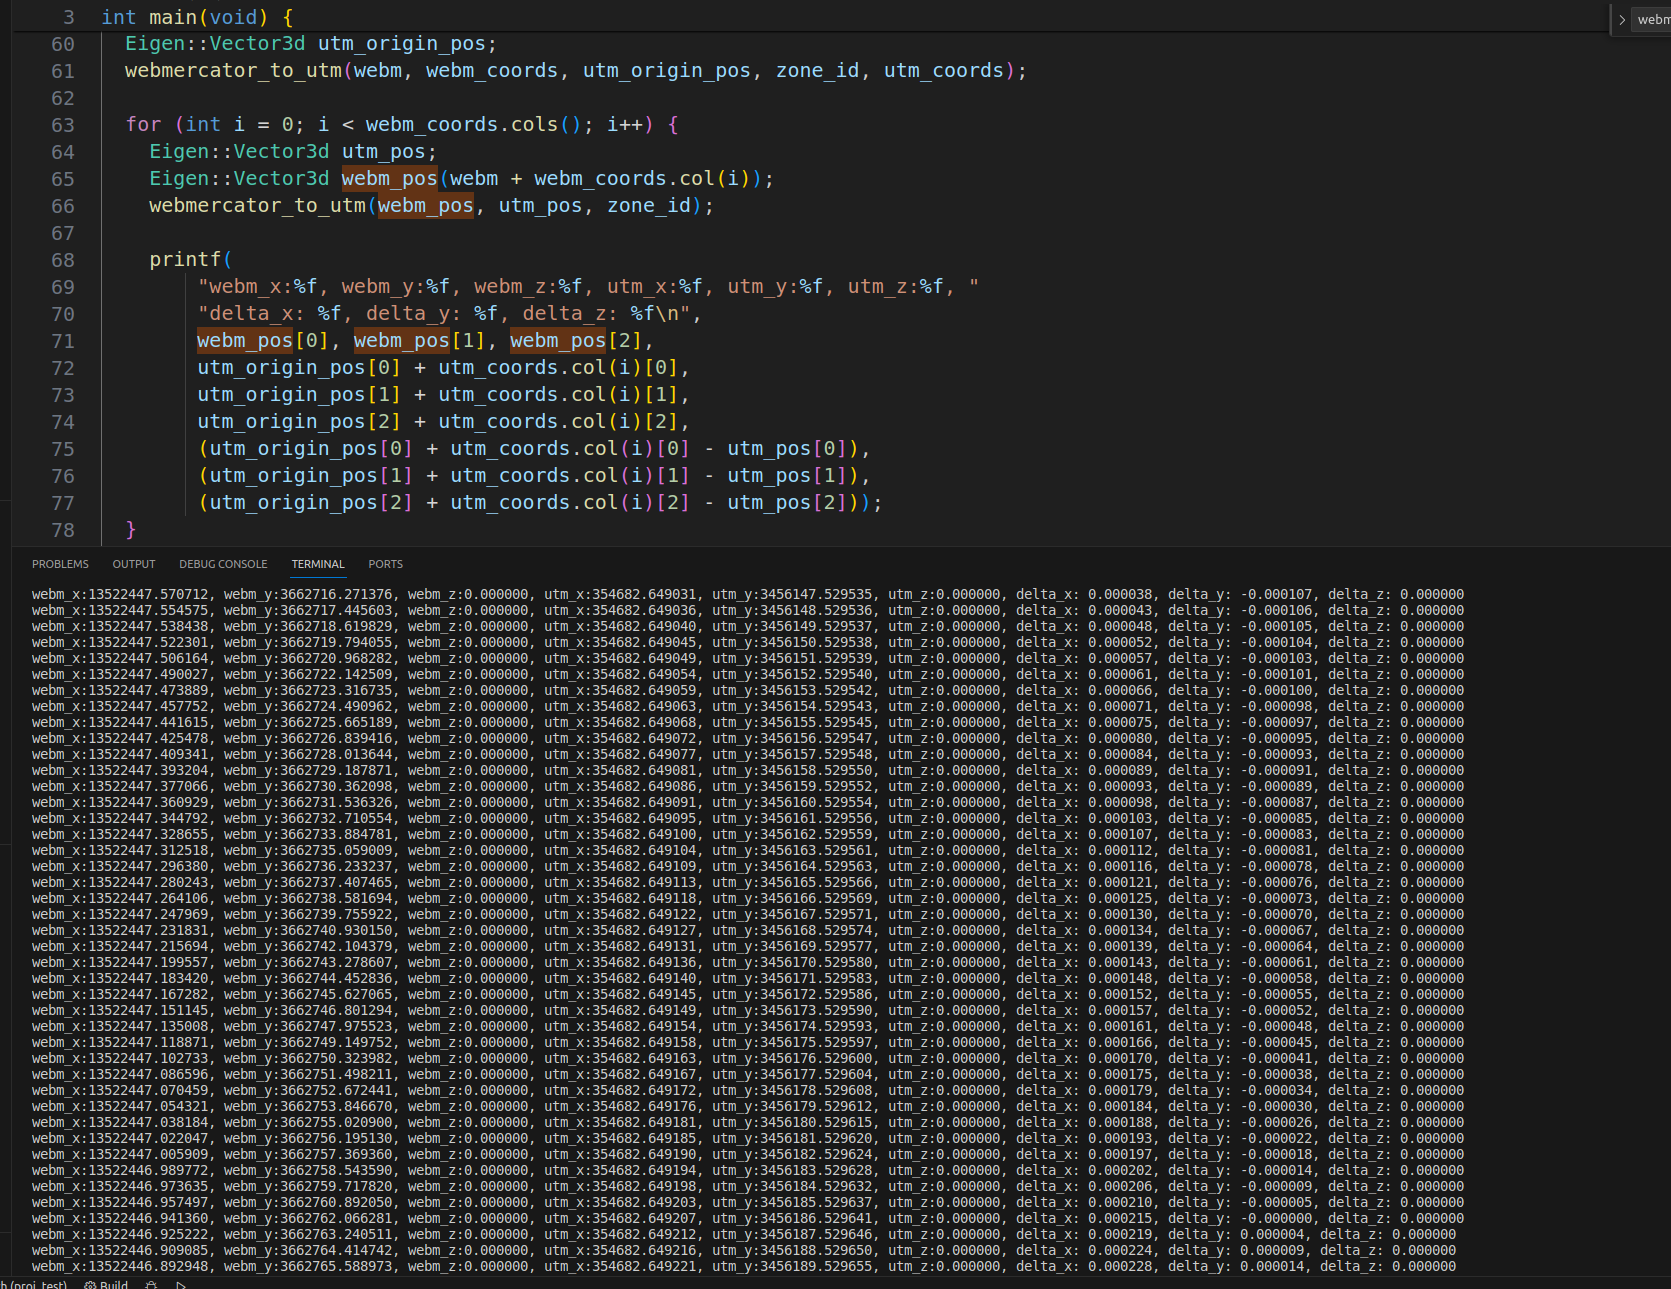 3 int main(void) {
webm
60 Eigen::Vector3d utm_origin_pos;
61 webmercator_to_utm(webm, webm_coords, utm_origin_pos, zone_id, utm_coords);
62
63 for (int i = 0; i < webm_coords.cols(); i++) {
64 Eigen::Vector3d utm_pos;
65 Eigen::Vector3d webm_pos(webm + webm_coords.col(i));
66 webmercator_to_utm(webm_pos, utm_pos, zone_id);
67
68 printf(
69 "webm_x:%f, webm_y:%f, webm_z:%f, utm_x:%f, utm_y:%f, utm_z:%f, "
70 "delta_x: %f, delta_y: %f, delta_z: %f\n",
71 webm_pos[0], webm_pos[1], webm_pos[2],
72 utm_origin_pos[0] + utm_coords.col(i)[0],
73 utm_origin_pos[1] + utm_coords.col(i)[1],
74 utm_origin_pos[2] + utm_coords.col(i)[2],
75 (utm_origin_pos[0] + utm_coords.col(i)[0] - utm_pos[0]),
76 (utm_origin_pos[1] + utm_coords.col(i)[1] - utm_pos[1]),
77 (utm_origin_pos[2] + utm_coords.col(i)[2] - utm_pos[2]));
78 }
PROBLEMS OUTPUT DEBUG CONSOLE TERMINAL PORTS
webm_x:13522447.570712, webm_y:3662716.271376, webm_z:0.000000, utm_x:354682.649031, utm_y:3456147.529535, utm_z:0.000000, delta_x: 0.000038, delta_y: -0.000107, delta_z: 0.000000
webm_x:13522447.554575, webm_y:3662717.445603, webm_z:0.000000, utm_x:354682.649036, utm_y:3456148.529536, utm_z:0.000000, delta_x: 0.000043, delta_y: -0.000106, delta_z: 0.000000
webm_x:13522447.538438, webm_y:3662718.619829, webm_z:0.000000, utm_x:354682.649040, utm_y:3456149.529537, utm_z:0.000000, delta_x: 0.000048, delta_y: -0.000105, delta_z: 0.000000
webm_x:13522447.522301, webm_y:3662719.794055, webm_z:0.000000, utm_x:354682.649045, utm_y:3456150.529538, utm_z:0.000000, delta_x: 0.000052, delta_y: -0.000104, delta_z: 0.000000
webm_x:13522447.506164, webm_y:3662720.968282, webm_z:0.000000, utm_x:354682.649049, utm_y:3456151.529539, utm_z:0.000000, delta_x: 0.000057, delta_y: -0.000103, delta_z: 0.000000
webm_x:13522447.490027, webm_y:3662722.142509, webm_z:0.000000, utm_x:354682.649054, utm_y:3456152.529540, utm_z:0.000000, delta_x: 0.000061, delta_y: -0.000101, delta_z: 0.000000
webm_x:13522447.473889, webm_y:3662723.316735, webm_z:0.000000, utm_x:354682.649059, utm_y:3456153.529542, utm_z:0.000000, delta_x: 0.000066, delta_y: -0.000100, delta_z: 0.000000
webm_x:13522447.457752, webm_y:3662724.490962, webm_z:0.000000, utm_x:354682.649063, utm_y:3456154.529543, utm_z:0.000000, delta_x: 0.000071, delta_y: -0.000098, delta_z: 0.000000
webm_x:13522447.441615, webm_y:3662725.665189, webm_z:0.000000, utm_x:354682.649068, utm_y:3456155.529545, utm_z:0.000000, delta_x: 0.000075, delta_y: -0.000097, delta_z: 0.000000
webm_x:13522447.425478, webm_y:3662726.839416, webm_z:0.000000, utm_x:354682.649072, utm_y:3456156.529547, utm_z:0.000000, delta_x: 0.000080, delta_y: -0.000095, delta_z: 0.000000
webm_x:13522447.409341, webm_y:3662728.013644, webm_z:0.000000, utm_x:354682.649077, utm_y:3456157.529548, utm_z:0.000000, delta_x: 0.000084, delta_y: -0.000093, delta_z: 0.000000
webm_x:13522447.393204, webm_y:3662729.187871, webm_z:0.000000, utm_x:354682.649081, utm_y:3456158.529550, utm_z:0.000000, delta_x: 0.000089, delta_y: -0.000091, delta_z: 0.000000
webm_x:13522447.377066, webm_y:3662730.362098, webm_z:0.000000, utm_x:354682.649086, utm_y:3456159.529552, utm_z:0.000000, delta_x: 0.000093, delta_y: -0.000089, delta_z: 0.000000
webm_x:13522447.360929, webm_y:3662731.536326, webm_z:0.000000, utm_x:354682.649091, utm_y:3456160.529554, utm_z:0.000000, delta_x: 0.000098, delta_y: -0.000087, delta_z: 0.000000
webm_x:13522447.344792, webm_y:3662732.710554, webm_z:0.000000, utm_x:354682.649095, utm_y:3456161.529556, utm_z:0.000000, delta_x: 0.000103, delta_y: -0.000085, delta_z: 0.000000
webm_x:13522447.328655, webm_y:3662733.884781, webm_z:0.000000, utm_x:354682.649100, utm_y:3456162.529559, utm_z:0.000000, delta_x: 0.000107, delta_y: -0.000083, delta_z: 0.000000
webm_x:13522447.312518, webm_y:3662735.059009, webm_z:0.000000, utm_x:354682.649104, utm_y:3456163.529561, utm_z:0.000000, delta_x: 0.000112, delta_y: -0.000081, delta_z: 0.000000
webm_x:13522447.296380, webm_y:3662736.233237, webm_z:0.000000, utm_x:354682.649109, utm_y:3456164.529563, utm_z:0.000000, delta_x: 0.000116, delta_y: -0.000078, delta_z: 0.000000
webm_x:13522447.280243, webm_y:3662737.407465, webm_z:0.000000, utm_x:354682.649113, utm_y:3456165.529566, utm_z:0.000000, delta_x: 0.000121, delta_y: -0.000076, delta_z: 0.000000
webm_x:13522447.264106, webm_y:3662738.581694, webm_z:0.000000, utm_x:354682.649118, utm_y:3456166.529569, utm_z:0.000000, delta_x: 0.000125, delta_y: -0.000073, delta_z: 0.000000
webm_x:13522447.247969, webm_y:3662739.755922, webm_z:0.000000, utm_x:354682.649122, utm_y:3456167.529571, utm_z:0.000000, delta_x: 0.000130, delta_y: -0.000070, delta_z: 0.000000
webm_x:13522447.231831, webm_y:3662740.930150, webm_z:0.000000, utm_x:354682.649127, utm_y:3456168.529574, utm_z:0.000000, delta_x: 0.000134, delta_y: -0.000067, delta_z: 0.000000
webm_x:13522447.215694, webm_y:3662742.104379, webm_z:0.000000, utm_x:354682.649131, utm_y:3456169.529577, utm_z:0.000000, delta_x: 0.000139, delta_y: -0.000064, delta_z: 0.000000
webm_x:13522447.199557, webm_y:3662743.278607, webm_z:0.000000, utm_x:354682.649136, utm_y:3456170.529580, utm_z:0.000000, delta_x: 0.000143, delta_y: -0.000061, delta_z: 0.000000
webm_x:13522447.183420, webm_y:3662744.452836, webm_z:0.000000, utm_x:354682.649140, utm_y:3456171.529583, utm_z:0.000000, delta_x: 0.000148, delta_y: -0.000058, delta_z: 0.000000
webm_x:13522447.167282, webm_y:3662745.627065, webm_z:0.000000, utm_x:354682.649145, utm_y:3456172.529586, utm_z:0.000000, delta_x: 0.000152, delta_y: -0.000055, delta_z: 0.000000
webm_x:13522447.151145, webm_y:3662746.801294, webm_z:0.000000, utm_x:354682.649149, utm_y:3456173.529590, utm_z:0.000000, delta_x: 0.000157, delta_y: -0.000052, delta_z: 0.000000
webm_x:13522447.135008, webm_y:3662747.975523, webm_z:0.000000, utm_x:354682.649154, utm_y:3456174.529593, utm_z:0.000000, delta_x: 0.000161, delta_y: -0.000048, delta_z: 0.000000
webm_x:13522447.118871, webm_y:3662749.149752, webm_z:0.000000, utm_x:354682.649158, utm_y:3456175.529597, utm_z:0.000000, delta_x: 0.000166, delta_y: -0.000045, delta_z: 0.000000
webm_x:13522447.102733, webm_y:3662750.323982, webm_z:0.000000, utm_x:354682.649163, utm_y:3456176.529600, utm_z:0.000000, delta_x: 0.000170, delta_y: -0.000041, delta_z: 0.000000
webm_x:13522447.086596, webm_y:3662751.498211, webm_z:0.000000, utm_x:354682.649167, utm_y:3456177.529604, utm_z:0.000000, delta_x: 0.000175, delta_y: -0.000038, delta_z: 0.000000
webm_x:13522447.070459, webm_y:3662752.672441, webm_z:0.000000, utm_x:354682.649172, utm_y:3456178.529608, utm_z:0.000000, delta_x: 0.000179, delta_y: -0.000034, delta_z: 0.000000
webm_x:13522447.054321, webm_y:3662753.846670, webm_z:0.000000, utm_x:354682.649176, utm_y:3456179.529612, utm_z:0.000000, delta_x: 0.000184, delta_y: -0.000030, delta_z: 0.000000
webm_x:13522447.038184, webm_y:3662755.020900, webm_z:0.000000, utm_x:354682.649181, utm_y:3456180.529615, utm_z:0.000000, delta_x: 0.000188, delta_y: -0.000026, delta_z: 0.000000
webm_x:13522447.022047, webm_y:3662756.195130, webm_z:0.000000, utm_x:354682.649185, utm_y:3456181.529620, utm_z:0.000000, delta_x: 0.000193, delta_y: -0.000022, delta_z: 0.000000
webm_x:13522447.005909, webm_y:3662757.369360, webm_z:0.000000, utm_x:354682.649190, utm_y:3456182.529624, utm_z:0.000000, delta_x: 0.000197, delta_y: -0.000018, delta_z: 0.000000
webm_x:13522446.989772, webm_y:3662758.543590, webm_z:0.000000, utm_x:354682.649194, utm_y:3456183.529628, utm_z:0.000000, delta_x: 0.000202, delta_y: -0.000014, delta_z: 0.000000
webm_x:13522446.973635, webm_y:3662759.717820, webm_z:0.000000, utm_x:354682.649198, utm_y:3456184.529632, utm_z:0.000000, delta_x: 0.000206, delta_y: -0.000009, delta_z: 0.000000
webm_x:13522446.957497, webm_y:3662760.892050, webm_z:0.000000, utm_x:354682.649203, utm_y:3456185.529637, utm_z:0.000000, delta_x: 0.000210, delta_y: -0.000005, delta_z: 0.000000
webm_x:13522446.941360, webm_y:3662762.066281, webm_z:0.000000, utm_x:354682.649207, utm_y:3456186.529641, utm_z:0.000000, delta_x: 0.000215, delta_y: -0.000000, delta_z: 0.000000
webm_x:13522446.925222, webm_y:3662763.240511, webm_z:0.000000, utm_x:354682.649212, utm_y:3456187.529646, utm_z:0.000000, delta_x: 0.000219, delta_y: 0.000004, delta_z: 0.000000
webm_x:13522446.909085, webm_y:3662764.414742, webm_z:0.000000, utm_x:354682.649216, utm_y:3456188.529650, utm_z:0.000000, delta_x: 0.000224, delta_y: 0.000009, delta_z: 0.000000
webm_x:13522446.892948, webm_y:3662765.588973, webm_z:0.000000, utm_x:354682.649221, utm_y:3456189.529655, utm_z:0.000000, delta_x: 0.000228, delta_y: 0.000014, delta_z: 0.000000
h (proj_test) Build